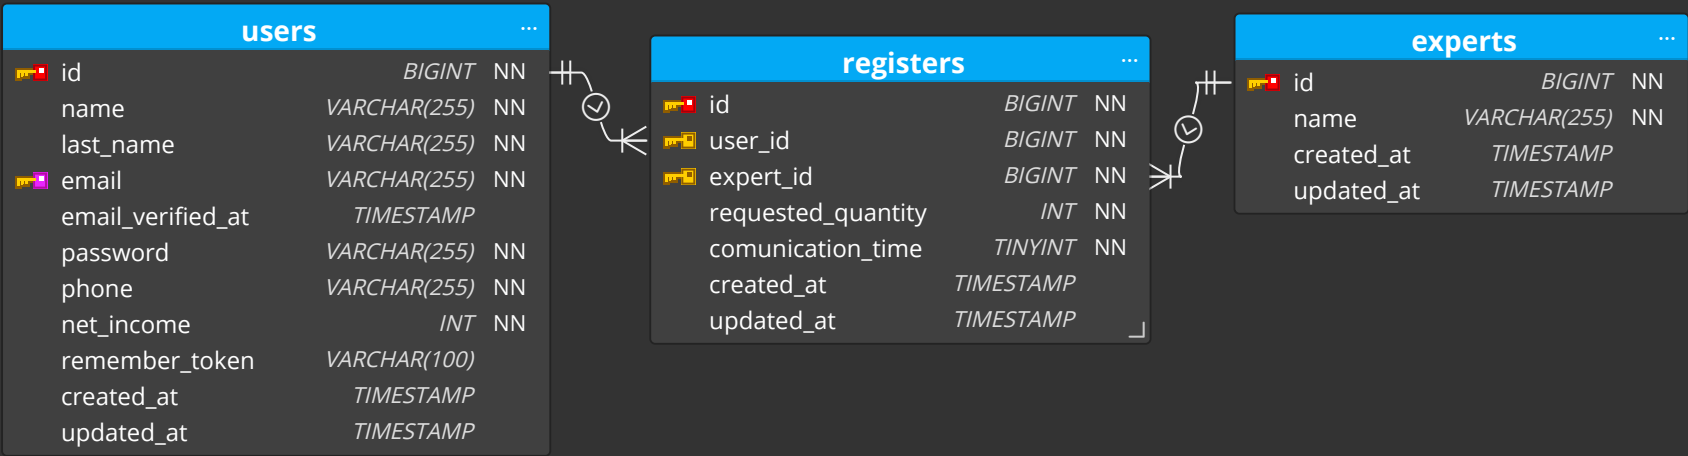 users ...
id BIGINT NN
name VARCHAR(255) NN
last_name VARCHAR(255) NN
email VARCHAR(255) NN
email_verified_at TIMESTAMP
password VARCHAR(255) NN
phone VARCHAR(255) NN
net_income INT NN
remember_token VARCHAR(100)
created_at TIMESTAMP
updated_at TIMESTAMP
registers ...
id BIGINT NN
user_id BIGINT NN
expert_id BIGINT NN
requested_quantity INT NN
comunication_time TINYINT NN
created_at TIMESTAMP
updated_at TIMESTAMP
experts ...
id BIGINT NN
name VARCHAR(255) NN
created_at TIMESTAMP
updated_at TIMESTAMP